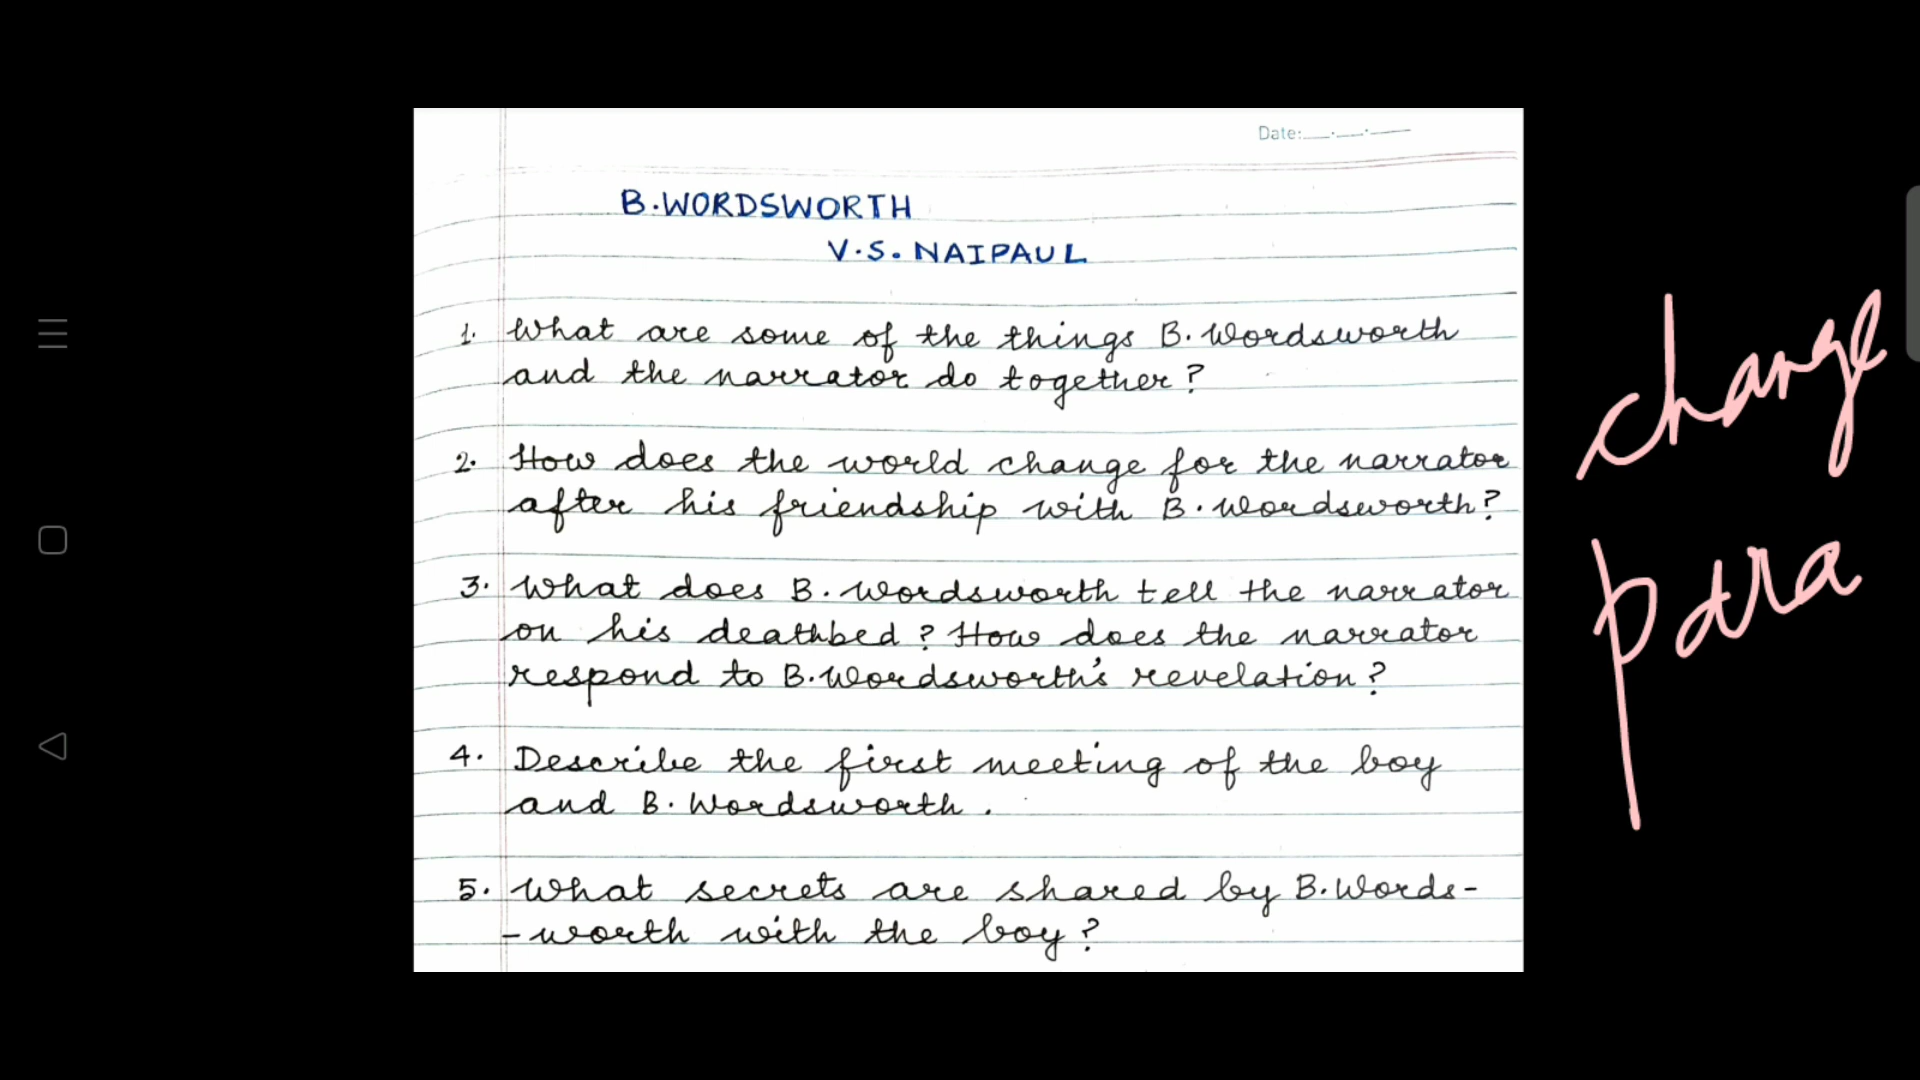 Date:__.__.__
B. WORDSWORTH
V.S. NAIPAUL
1. What are some of the things B. Wordsworth
and the narrator do together?
2. How does the world change for the narrator
after his friendship with B. Wordsworth?
3. What does B. Wordsworth tell the narrator
on his deathbed? How does the narrator
respond to B. Wordsworth's revelation?
4. Describe the first meeting of the boy
and B. Wordsworth.
5. What secrets are shared by B. Words-
-worth with the boy?
change